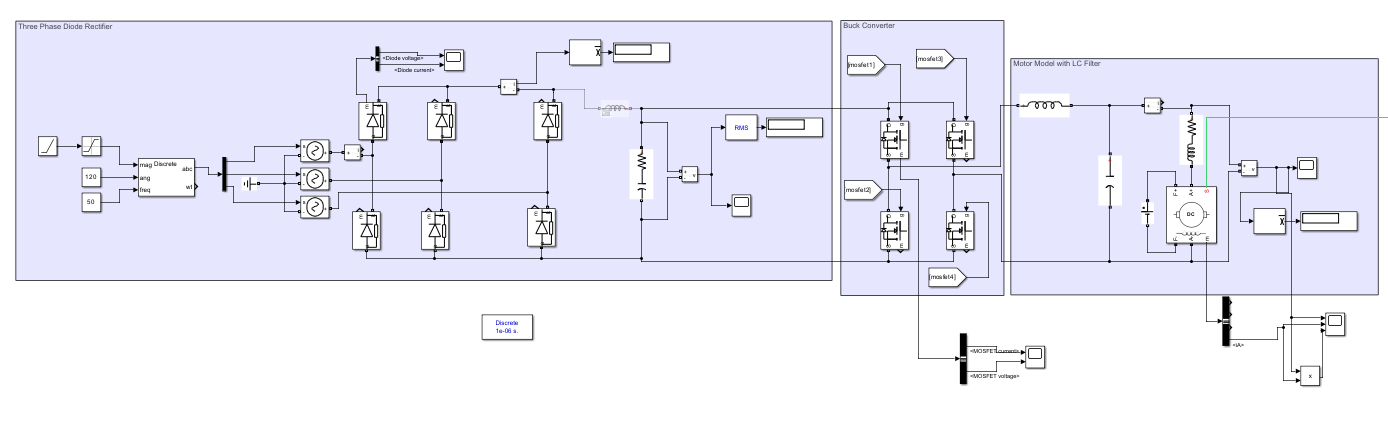 Three Phase Diode Rectifier
Buck Converter
Motor Model with LC Filter
<Diode voltage>
<Diode current>
[mosfet1]
[mosfet3]
RMS
120
50
mag
ang
freq
Discrete
abc
wt
[mosfet2]
[mosfet4]
F+
A+
S
DC
F-
A-
m
Discrete
1e-06 s.
<MOSFET current>
<MOSFET voltage>
<IA>
x